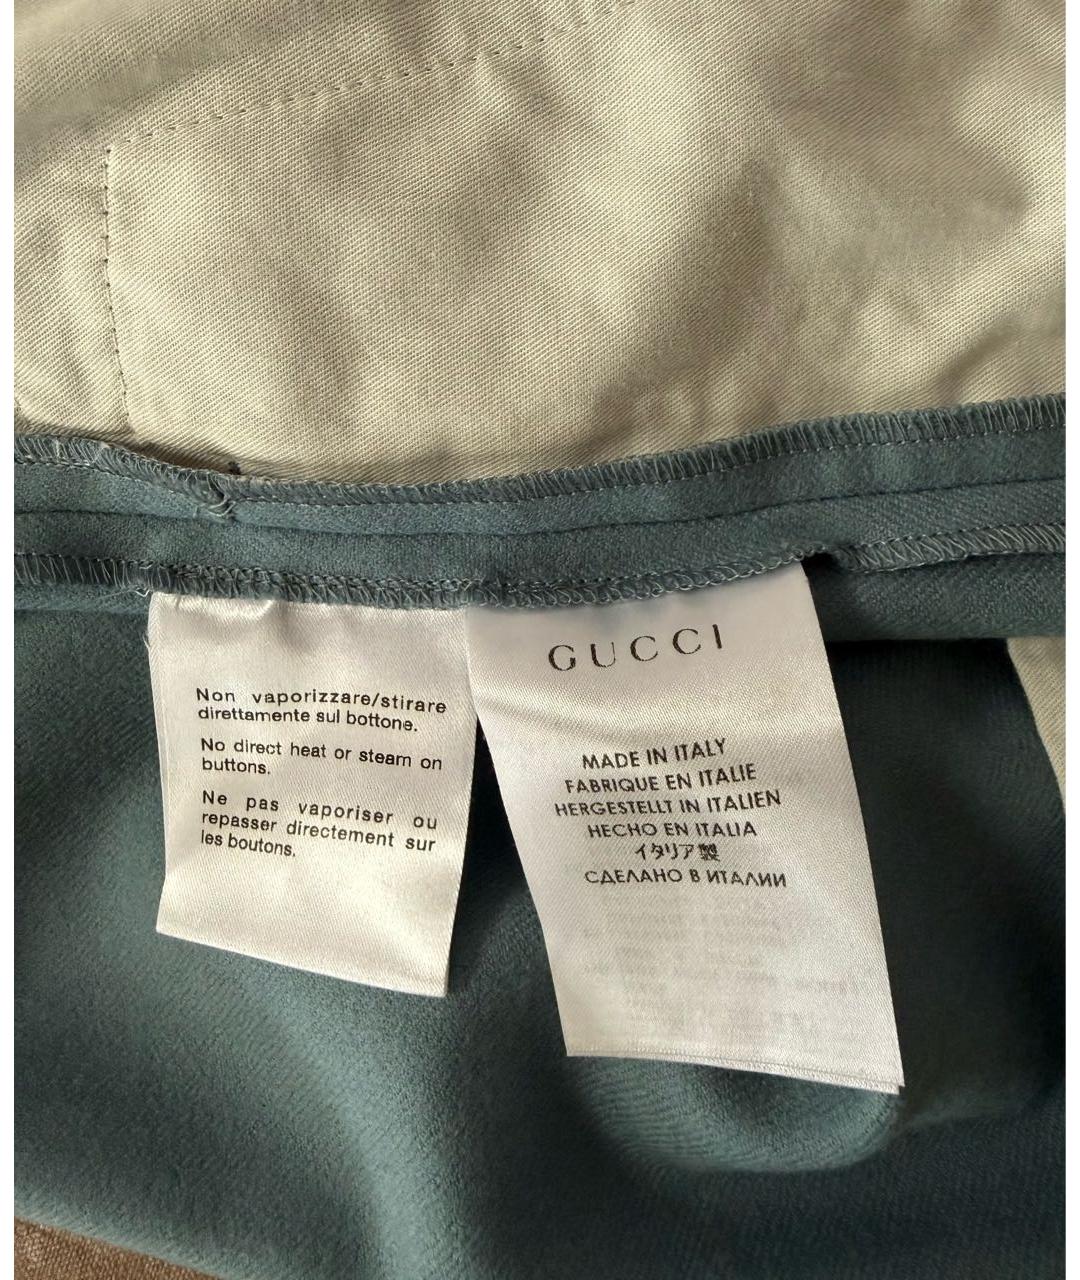 Non vaporizzare/stirare
direttamente sul bottone.
No direct heat or steam on
buttons.
Ne pas vaporiser ou
repasser directement sur
les boutons.
GUCCI
MADE IN ITALY
FABRIQUE EN ITALIE
HERGESTELLT IN ITALIEN
HECHO EN ITALIA
イタリア製
СДЕЛАНО В ИТАЛИИ